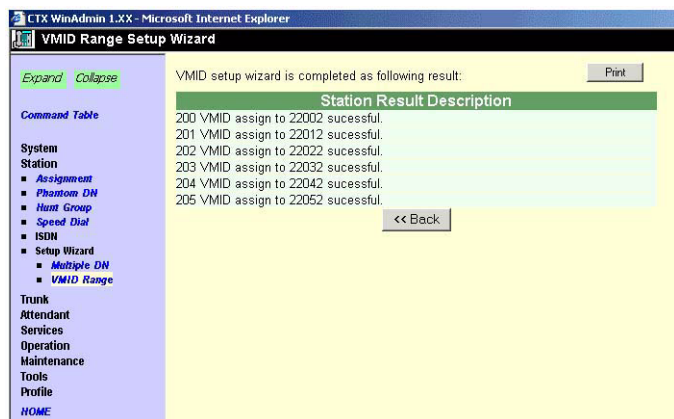 CTX WinAdmin 1.XX - Microsoft Internet Explorer
VMID Range Setup Wizard
Expand Collapse
Command Table
System
Station
Assignment
Phantom DN
Hunt Group
Speed Dial
ISDN
Setup Wizard
Multiple DN
VMID Range
Trunk
Attendant
Services
Operation
Maintenance
Tools
Profile
HOME
VMID setup wizard is completed as following result:
Print
Station Result Description
200 VMID assign to 22002 sucessful.
201 VMID assign to 22012 sucessful.
202 VMID assign to 22022 sucessful.
203 VMID assign to 22032 sucessful.
204 VMID assign to 22042 sucessful.
205 VMID assign to 22052 sucessful.
<< Back